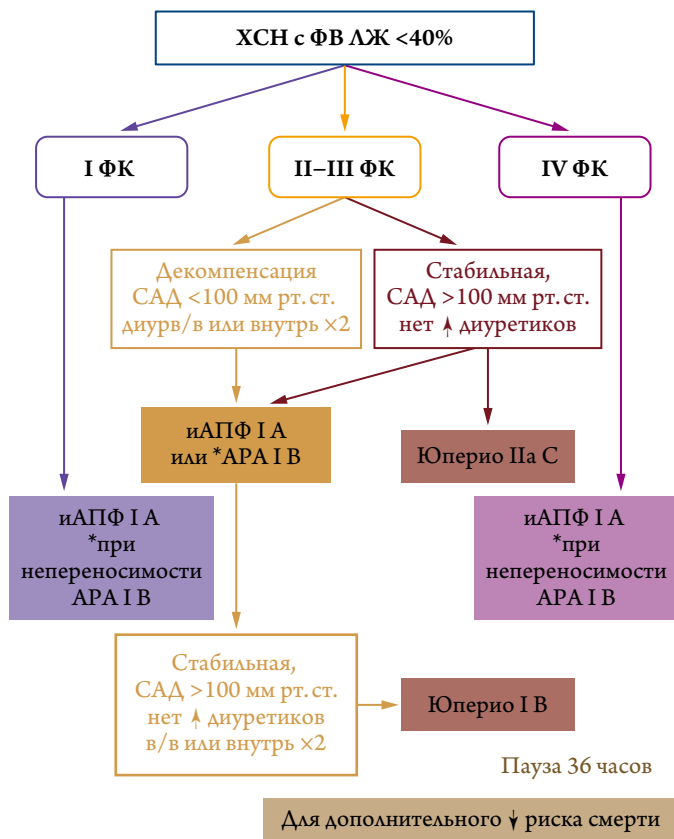 ХСН с ФВ ЛЖ <40%
I ФК
II–III ФК
IV ФК
Декомпенсация
САД <100 мм рт. ст.
диурв/в или внутрь ×2
Стабильная,
САД >100 мм рт. ст.
нет ↑ диуретиков
иАПФ I А
или *АРА I В
Юперио IIа С
иАПФ I А
*при
непереносимости
АРА I В
иАПФ I А
*при
непереносимости
АРА I В
Стабильная,
САД >100 мм рт. ст.
нет ↑ диуретиков
в/в или внутрь ×2
Юперио I В
Пауза 36 часов
Для дополнительного ↓ риска смерти